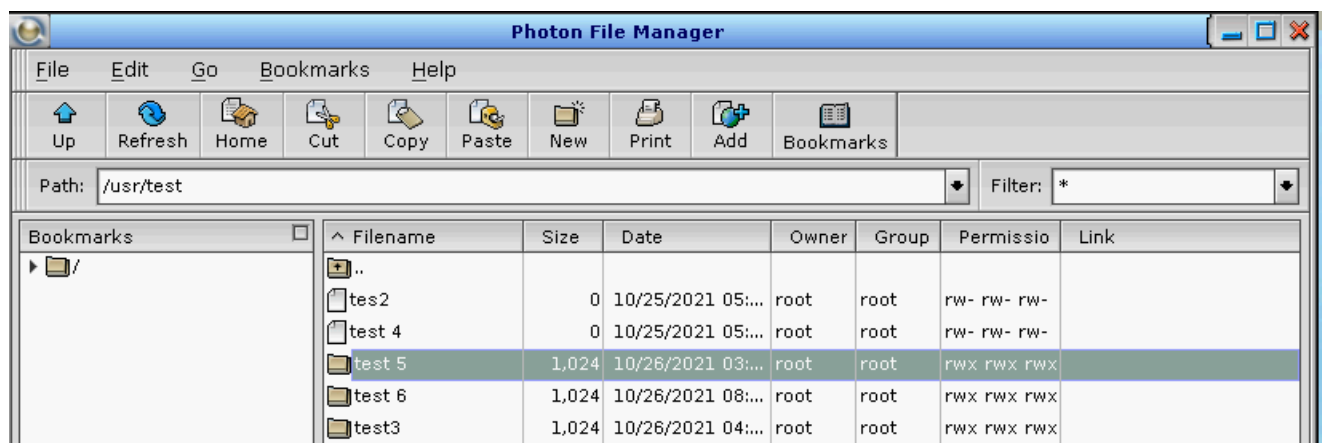 Photon File Manager
File Edit Go Bookmarks Help
Up Refresh Home Cut Copy Paste New Print Add Bookmarks
Path: /usr/test Filter: *
Bookmarks ^ Filename Size Date Owner Group Permissio Link
/ ..
tes2 0 10/25/2021 05:... root root rw- rw- rw-
test 4 0 10/25/2021 05:... root root rw- rw- rw-
test 5 1,024 10/26/2021 03:... root root rwx rwx rwx
test 6 1,024 10/26/2021 08:... root root rwx rwx rwx
test3 1,024 10/26/2021 04:... root root rwx rwx rwx